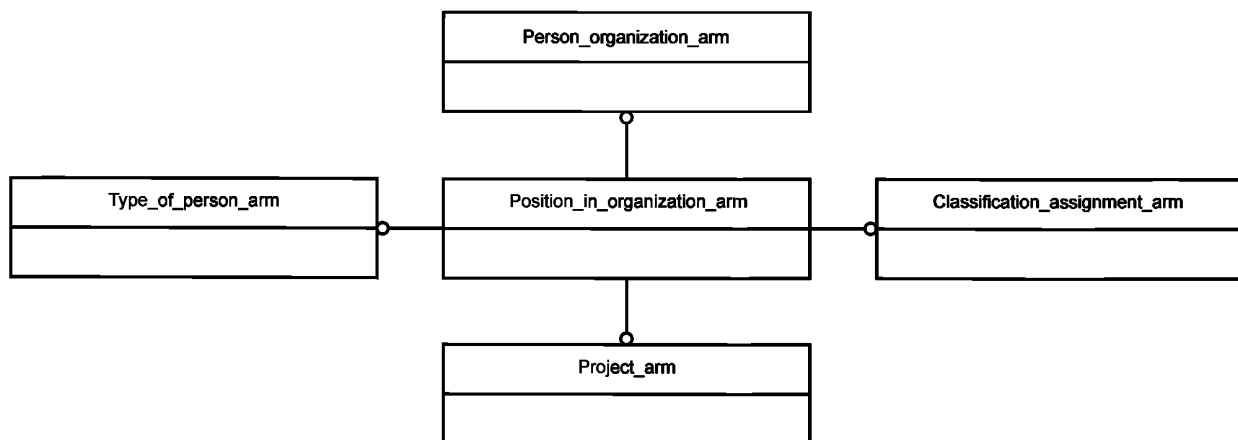 Person_organization_arm
Type_of_person_arm
Position_in_organization_arm
Classification_assignment_arm
Project_arm